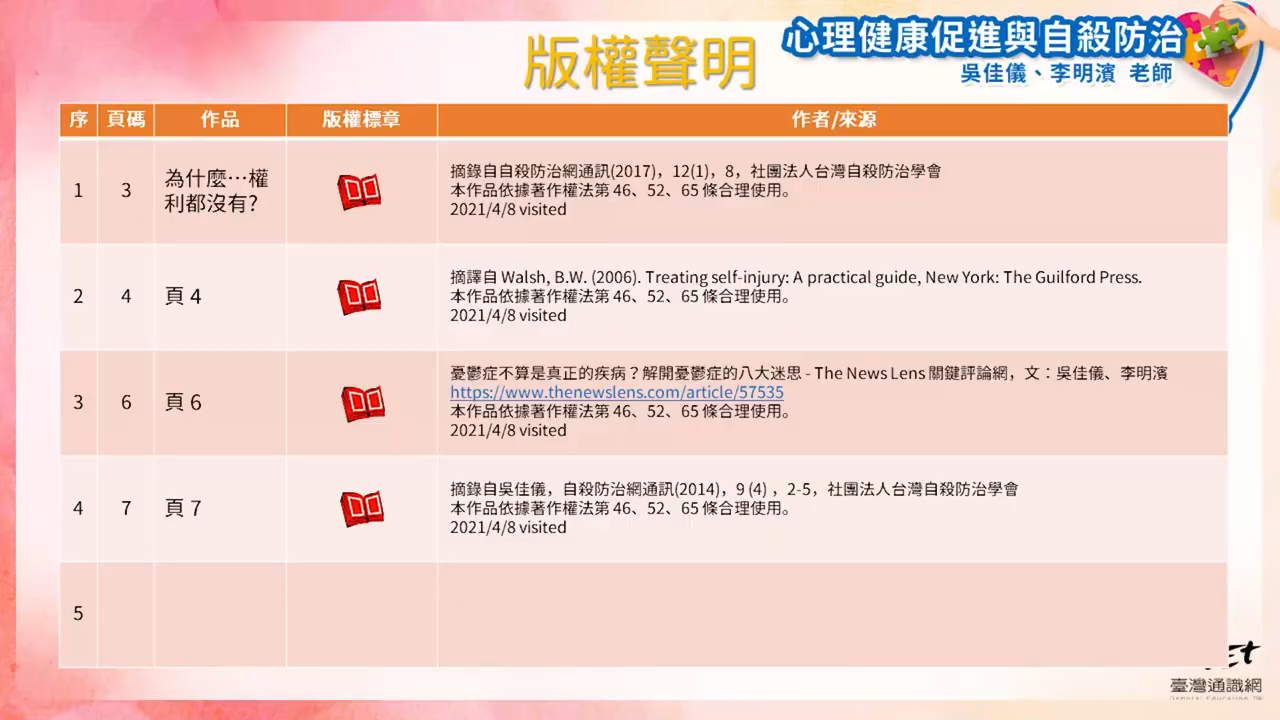 心理健康促進與自殺防治
吳佳儀、李明濱 老師
版權聲明
序 頁碼 作品 版權標章 作者/來源
1 3 為什麼…權
利都沒有?
摘錄自自殺防治網通訊(2017)，12(1)，8，社團法人台灣自殺防治學會
本作品依據著作權法第 46、52、65 條合理使用。
2021/4/8 visited
2 4 頁 4
摘譯自 Walsh, B.W. (2006). Treating self-injury: A practical guide, New York: The Guilford Press.
本作品依據著作權法第 46、52、65 條合理使用。
2021/4/8 visited
3 6 頁 6
憂鬱症不算是真正的疾病？解開憂鬱症的八大迷思 - The News Lens 關鍵評論網，文：吳佳儀、李明濱
https://www.thenewslens.com/article/57535
本作品依據著作權法第 46、52、65 條合理使用。
2021/4/8 visited
4 7 頁 7
摘錄自吳佳儀，自殺防治網通訊(2014)，9 (4) ，2-5，社團法人台灣自殺防治學會
本作品依據著作權法第 46、52、65 條合理使用。
2021/4/8 visited
5
臺灣通識網